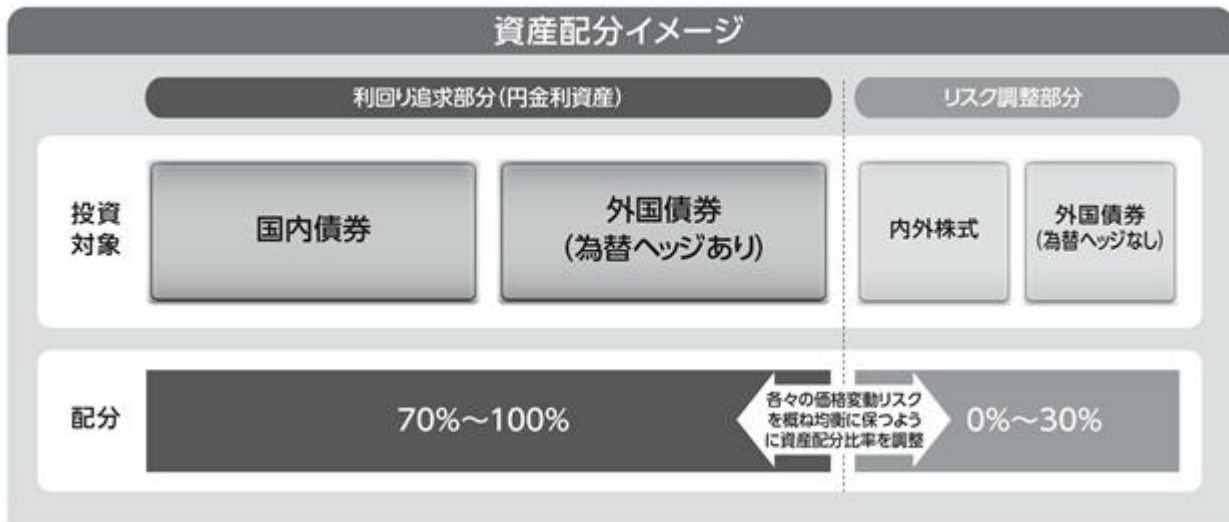 資産配分イメージ
利回り追求部分(円金利資産)
リスク調整部分
投資
対象
国内債券
外国債券
(為替ヘッジあり)
内外株式
外国債券
(為替ヘッジなし)
配分
70%～100%
各々の価格変動リスク
を概ね均衡に保つよう
に資産配分比率を調整
0%～30%